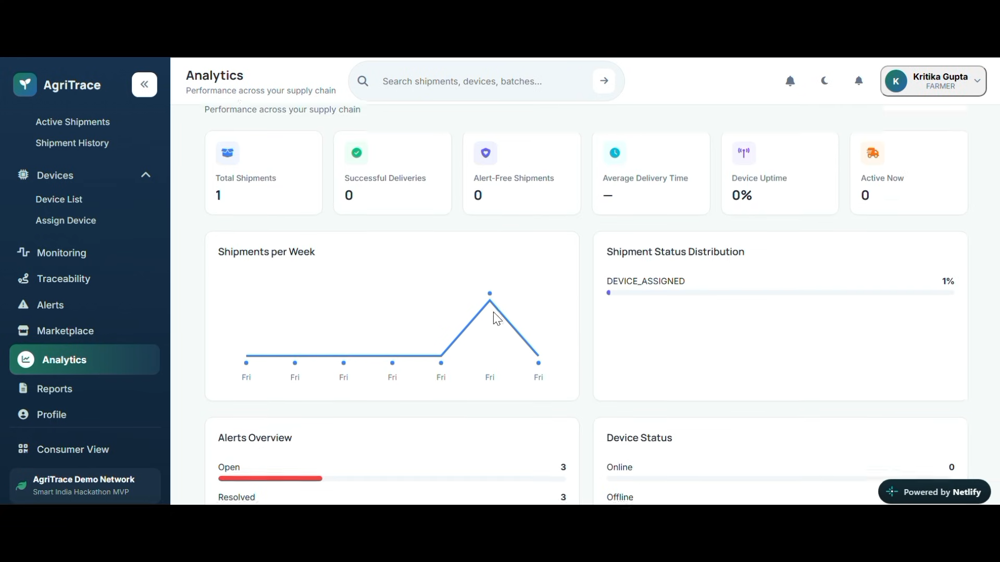 AgriTrace
Active Shipments
Shipment History
Devices
Device List
Assign Device
Monitoring
Traceability
Alerts
Marketplace
Analytics
Reports
Profile
Consumer View
AgriTrace Demo Network
Smart India Hackathon MVP
Analytics
Performance across your supply chain
Search shipments, devices, batches...
K
Kritika Gupta
FARMER
Performance across your supply chain
Total Shipments
1
Successful Deliveries
0
Alert-Free Shipments
0
Average Delivery Time
—
Device Uptime
0%
Active Now
0
Shipments per Week
Fri Fri Fri Fri Fri Fri Fri
Shipment Status Distribution
DEVICE_ASSIGNED 1%
Alerts Overview
Open 3
Resolved 3
Device Status
Online 0
Offline
Powered by Netlify